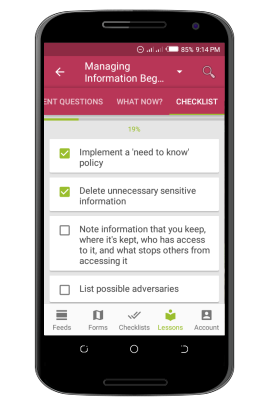 85% 9:14 PM
Managing
Information Beg...
ENT QUESTIONS WHAT NOW? CHECKLIST
19%
Implement a 'need to know'
policy
Delete unnecessary sensitive
information
Note information that you keep,
where it's kept, who has access
to it, and what stops others from
accessing it
List possible adversaries
Feeds Forms Checklists Lessons Account